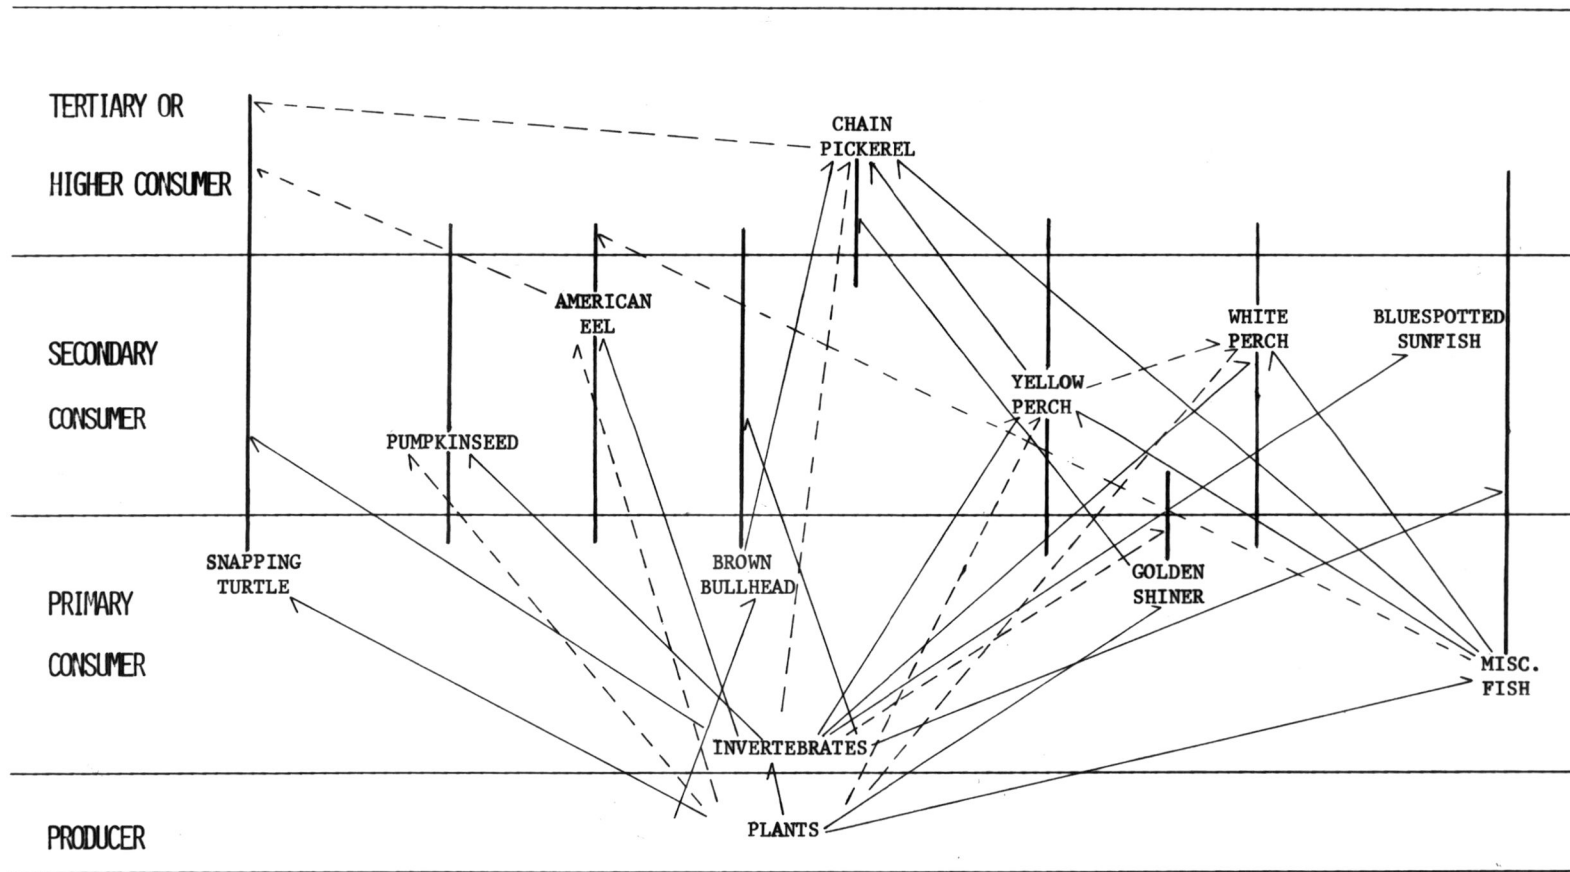 TERTIARY OR
HIGHER CONSUMER
CHAIN
PICKEREL
SECONDARY
CONSUMER
AMERICAN
EEL
PUMPKINSEED
YELLOW
PERCH
WHITE
PERCH
BLUESPOTTED
SUNFISH
PRIMARY
CONSUMER
SNAPPING
TURTLE
BROWN
BULLHEAD
GOLDEN
SHINER
MISC.
FISH
INVERTEBRATES
PRODUCER
PLANTS